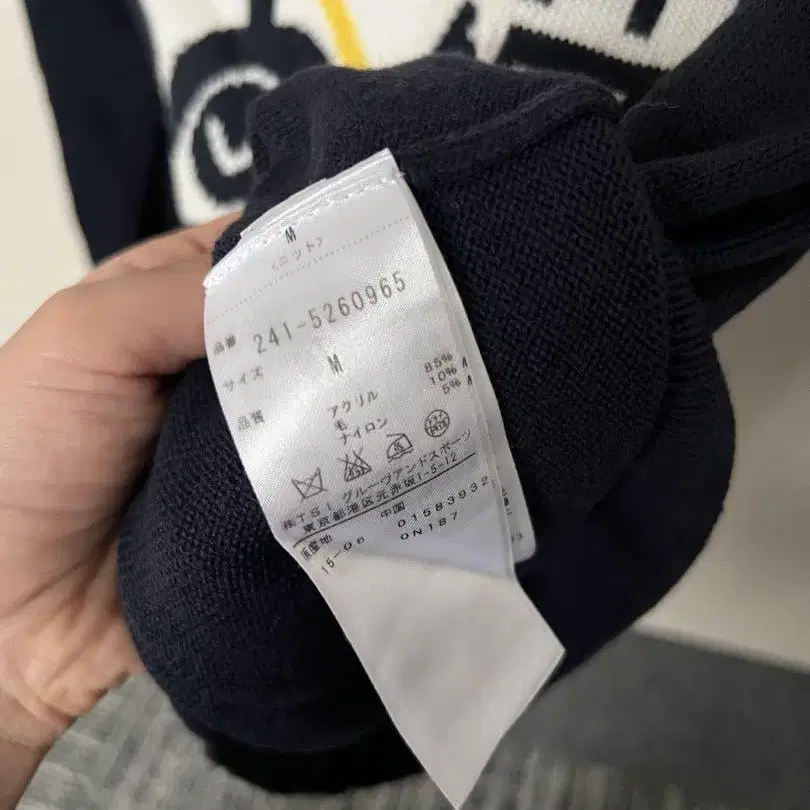 M
<ニット>
品番 241-5260965
サイズ M
品質 アクリル 85%
毛 10%
ナイロン 5%
㈱TSIグルーヴアンドスポーツ
東京都港区元赤坂1-5-12
原産地 中国 01583932
15-06 0N187